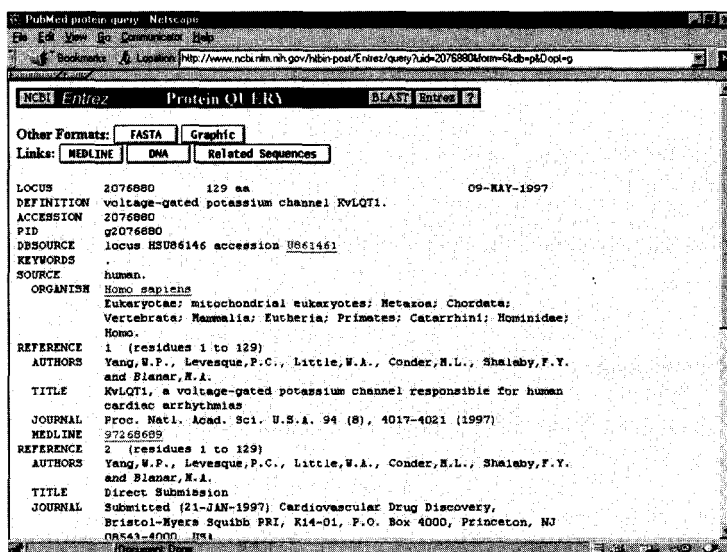 PubMed protein query - Netscape
File Edit View Go Communicator Help
Bookmarks Location: http://www.ncbi.nlm.nih.gov/htbin-post/Entrez/query?uid=2076880&form=6&db=p&Dopt=g
NCBI Entrez Protein QUERY BLAST Entrez ?
Other Formats: FASTA Graphic
Links: MEDLINE DNA Related Sequences
LOCUS 2076880 129 aa 09-MAY-1997
DEFINITION voltage-gated potassium channel KvLQT1.
ACCESSION 2076880
PID g2076880
DBSOURCE locus HSU86146 accession U861461
KEYWORDS .
SOURCE human.
ORGANISM Homo sapiens
Eukaryotae; mitochondrial eukaryotes; Metazoa; Chordata;
Vertebrata; Mammalia; Eutheria; Primates; Catarrhini; Hominidae;
Homo.
REFERENCE 1 (residues 1 to 129)
AUTHORS Yang,W.P., Levesque,P.C., Little,W.A., Conder,M.L., Shalaby,F.Y.
and Blanar,M.A.
TITLE KvLQT1, a voltage-gated potassium channel responsible for human
cardiac arrhythmias
JOURNAL Proc. Natl. Acad. Sci. U.S.A. 94 (8), 4017-4021 (1997)
MEDLINE 97268689
REFERENCE 2 (residues 1 to 129)
AUTHORS Yang,W.P., Levesque,P.C., Little,W.A., Conder,M.L., Shalaby,F.Y.
and Blanar,M.A.
TITLE Direct Submission
JOURNAL Submitted (21-JAN-1997) Cardiovascular Drug Discovery,
Bristol-Myers Squibb PRI, K14-01, P.O. Box 4000, Princeton, NJ
08543-4000, USA
Document: Done